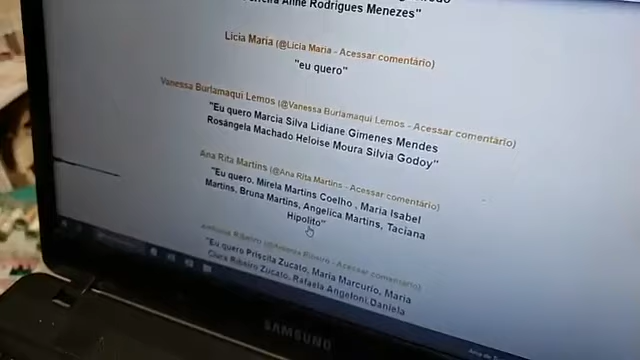 Anne Rodrigues Menezes"
Licia Maria (@Licia Maria - Acessar comentário)
"eu quero"
Vanessa Burlamaqui Lemos (@Vanessa Burlamaqui Lemos - Acessar comentário)
"Eu quero Marcia Silva Lidiane Gimenes Mendes
Rosângela Machado Heloise Moura Silvia Godoy"
Ana Rita Martins (@Ana Rita Martins - Acessar comentário)
"Eu quero. Mirela Martins Coelho , Maria Isabel
Martins, Bruna Martins, Angelica Martins, Taciana
Hipolito"
Ribeiro - Acessar comentário)
"Eu quero Priscila Zucato, Maria Marcurio, Maria
Clara Ribeiro Zucato, Rafaela Angeloni,Daniela
SAMSUNG